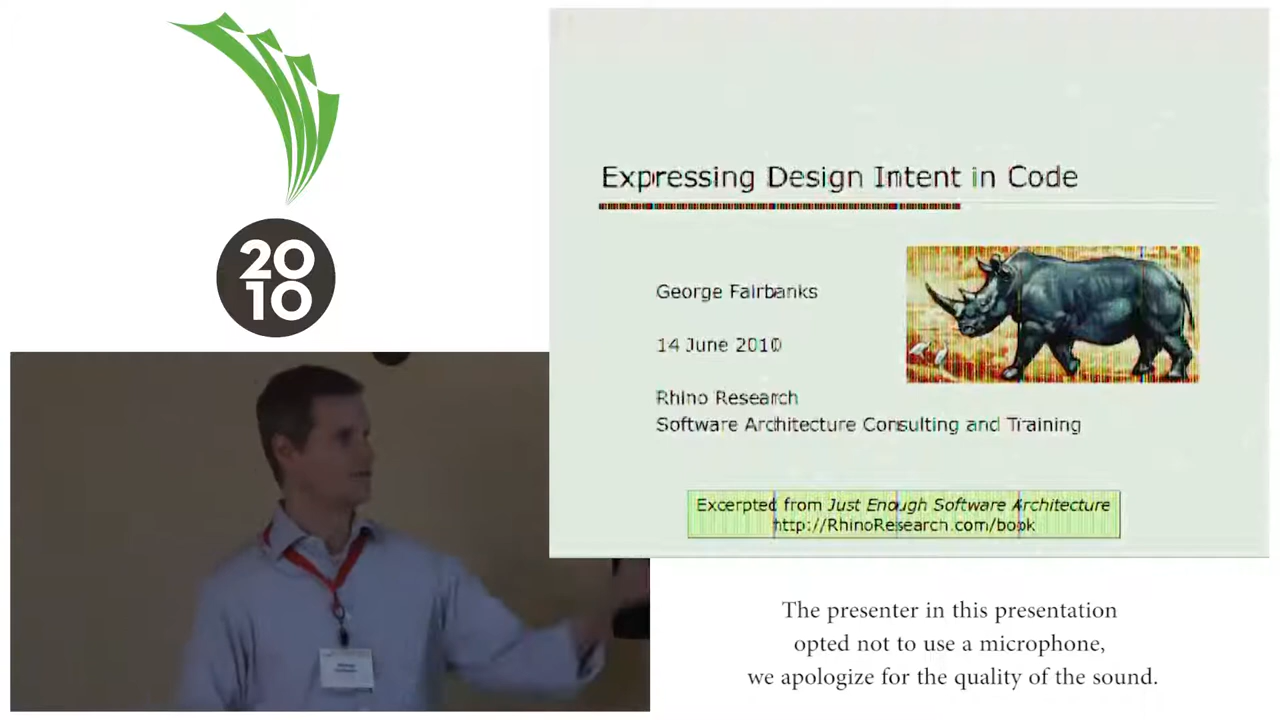 20
10
Expressing Design Intent in Code
George Fairbanks
14 June 2010
Rhino Research
Software Architecture Consulting and Training
Excerpted from Just Enough Software Architecture
http://RhinoResearch.com/book
The presenter in this presentation
opted not to use a microphone,
we apologize for the quality of the sound.